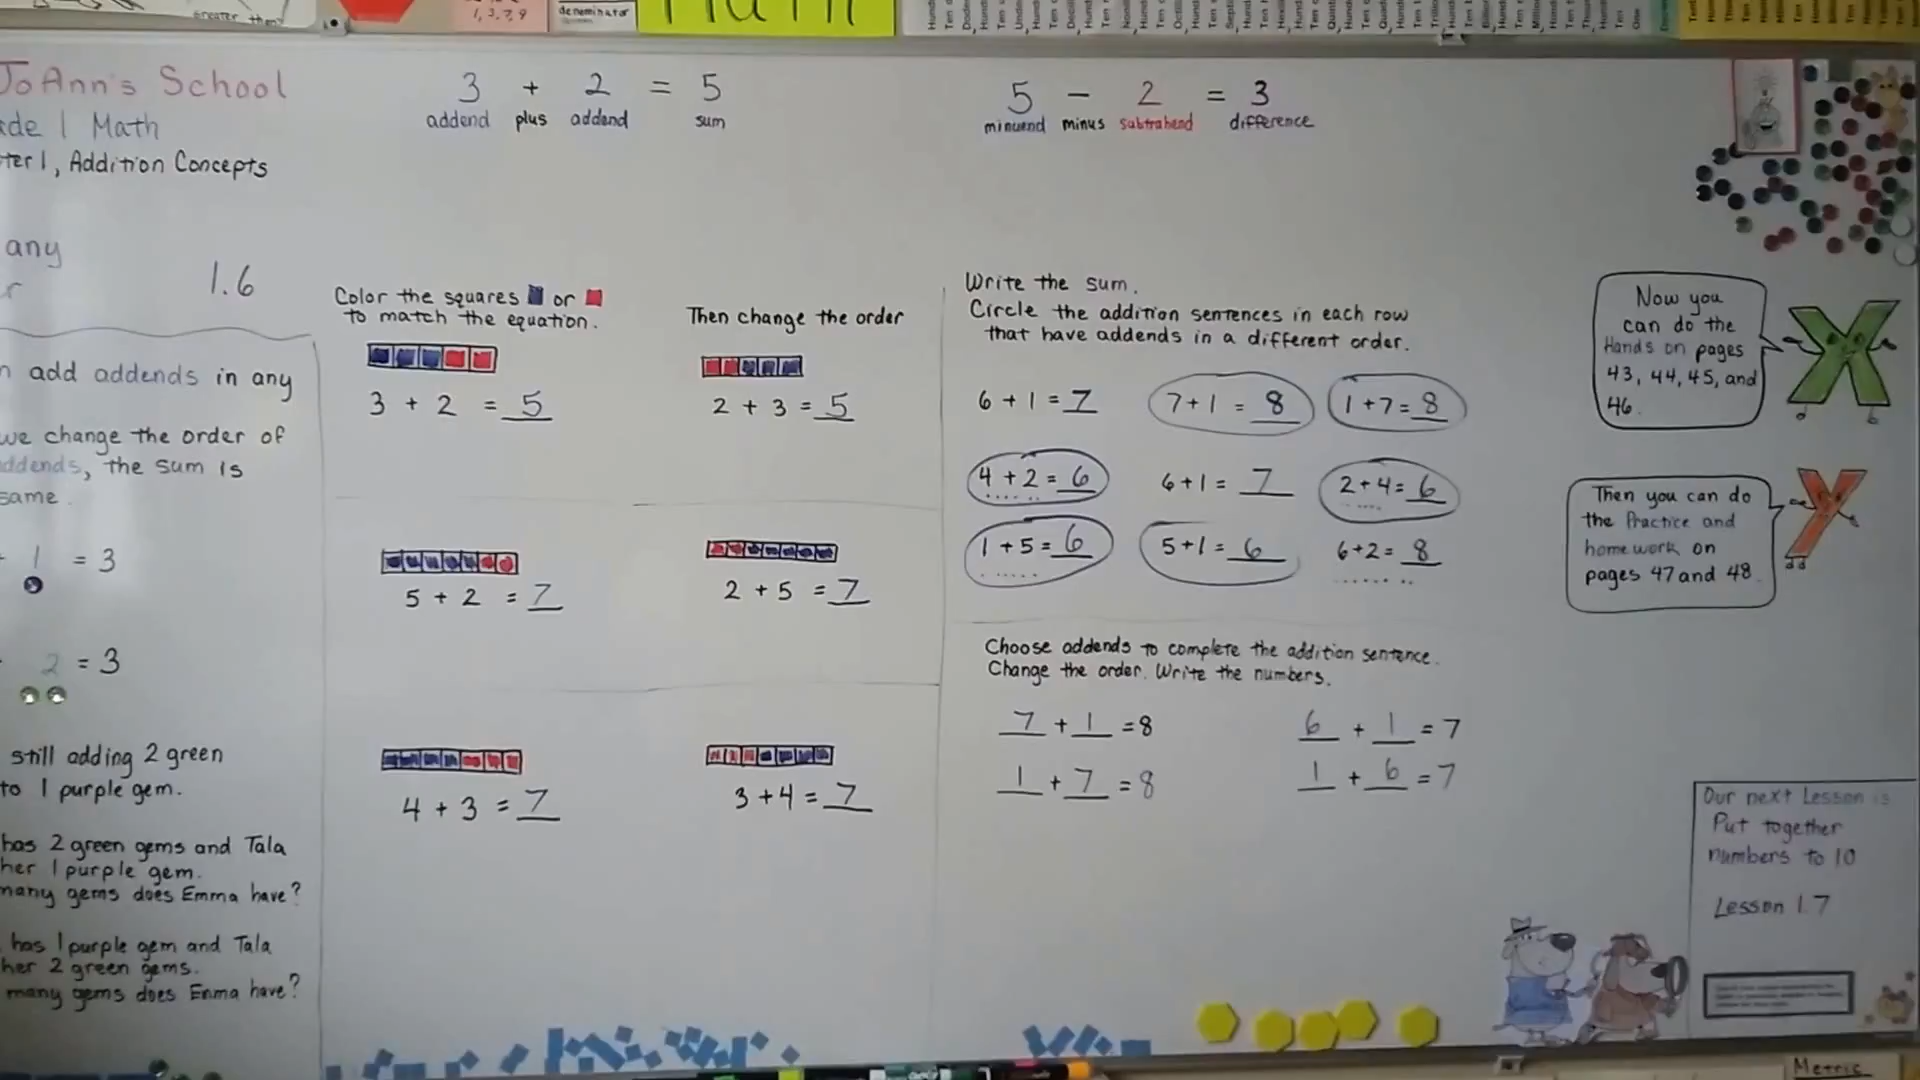 greater than?
1, 3, 7, 9
denominator
Math
JoAnn's School
de 1 Math
ter 1, Addition Concepts
any
r
1.6
n add addends in any
we change the order of
ddends, the sum is
same.
1 = 3
2 = 3
still adding 2 green
to 1 purple gem.
has 2 green gems and Tala
her 1 purple gem.
many gems does Emma have?
has 1 purple gem and Tala
her 2 green gems.
many gems does Emma have?
3 + 2 = 5
addend plus addend sum
5 - 2 = 3
minuend minus subtrahend difference
Color the squares or
to match the equation.
Then change the order
3 + 2 = 5
2 + 3 = 5
5 + 2 = 7
2 + 5 = 7
4 + 3 = 7
3 + 4 = 7
Write the sum.
Circle the addition sentences in each row
that have addends in a different order.
6 + 1 = 7 7 + 1 = 8 1 + 7 = 8
4 + 2 = 6 6 + 1 = 7 2 + 4 = 6
1 + 5 = 6 5 + 1 = 6 6 + 2 = 8
Choose addends to complete the addition sentence.
Change the order. Write the numbers.
7 + 1 = 8 6 + 1 = 7
1 + 7 = 8 1 + 6 = 7
Now you
can do the
Hands on pages
43, 44, 45, and
46.
Then you can do
the Practice and
homework on
pages 47 and 48.
Our next Lesson is
Put together
numbers to 10
Lesson 1.7
Metric